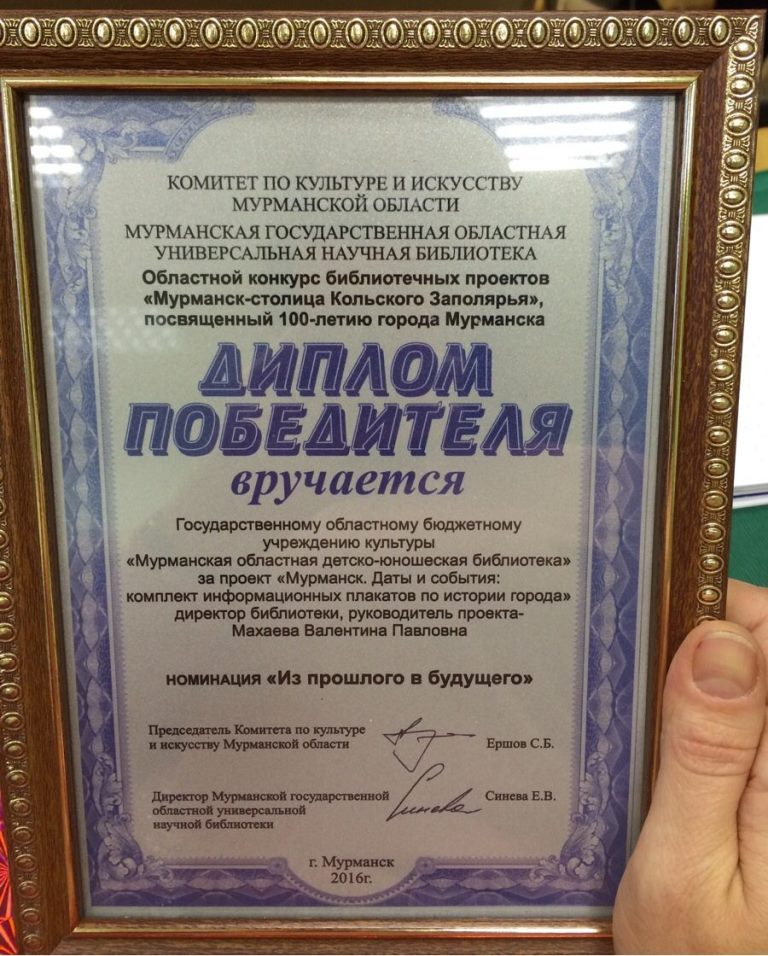 КОМИТЕТ ПО КУЛЬТУРЕ И ИСКУССТВУ
МУРМАНСКОЙ ОБЛАСТИ
МУРМАНСКАЯ ГОСУДАРСТВЕННАЯ ОБЛАСТНАЯ
УНИВЕРСАЛЬНАЯ НАУЧНАЯ БИБЛИОТЕКА
Областной конкурс библиотечных проектов
«Мурманск-столица Кольского Заполярья»,
посвященный 100-летию города Мурманска
ДИПЛОМ
ПОБЕДИТЕЛЯ
вручается
Государственному областному бюджетному
учреждению культуры
«Мурманская областная детско-юношеская библиотека»
за проект «Мурманск. Даты и события:
комплект информационных плакатов по истории города»
директор библиотеки, руководитель проекта-
Махаева Валентина Павловна
НОМИНАЦИЯ «Из прошлого в будущего»
Председатель Комитета по культуре
и искусству Мурманской области
Ершов С.Б.
Директор Мурманской государственной
областной универсальной
научной библиотеки
Синева
Синева Е.В.
г. Мурманск
2016г.